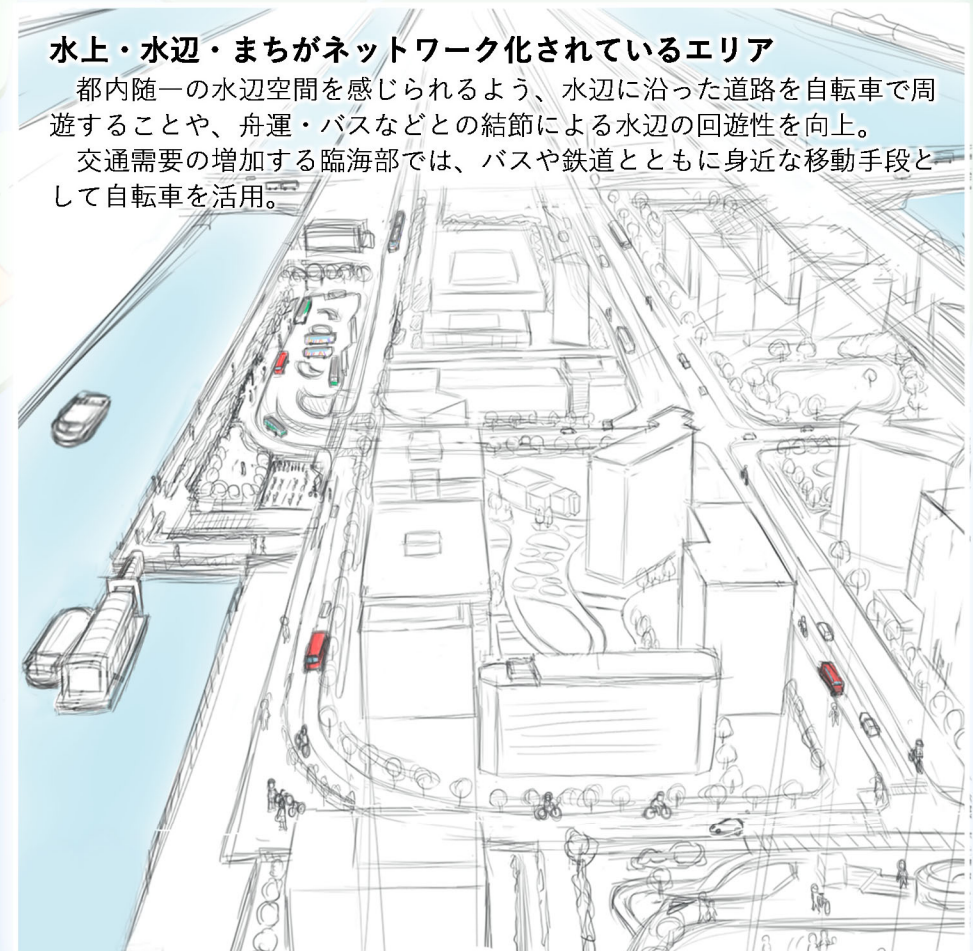 水上・水辺・まちがネットワーク化されているエリア
　都内随一の水辺空間を感じられるよう、水辺に沿った道路を自転車で周
遊することや、舟運・バスなどとの結節による水辺の回遊性を向上。
　交通需要の増加する臨海部では、バスや鉄道とともに身近な移動手段と
して自転車を活用。